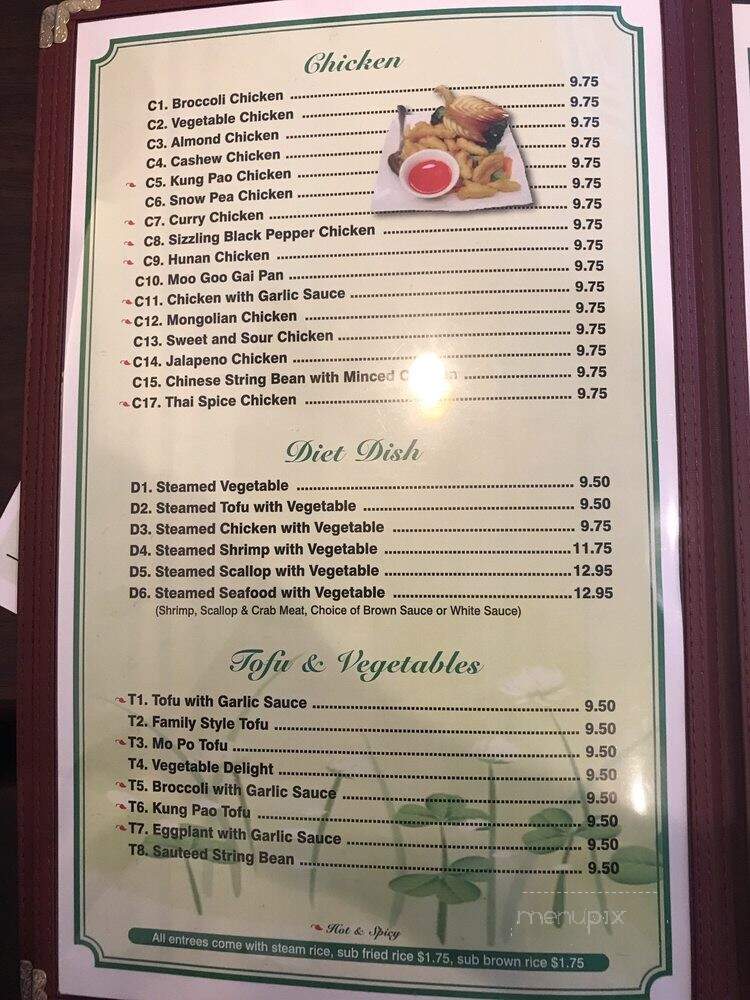 Chicken
C1. Broccoli Chicken 9.75
C2. Vegetable Chicken 9.75
C3. Almond Chicken 9.75
C4. Cashew Chicken 9.75
C5. Kung Pao Chicken 9.75
C6. Snow Pea Chicken 9.75
C7. Curry Chicken 9.75
C8. Sizzling Black Pepper Chicken 9.75
C9. Hunan Chicken 9.75
C10. Moo Goo Gai Pan 9.75
C11. Chicken with Garlic Sauce 9.75
C12. Mongolian Chicken 9.75
C13. Sweet and Sour Chicken 9.75
C14. Jalapeno Chicken 9.75
C15. Chinese String Bean with Minced 9.75
C17. Thai Spice Chicken 9.75
Diet Dish
D1. Steamed Vegetable 9.50
D2. Steamed Tofu with Vegetable 9.50
D3. Steamed Chicken with Vegetable 9.75
D4. Steamed Shrimp with Vegetable 11.75
D5. Steamed Scallop with Vegetable 12.95
D6. Steamed Seafood with Vegetable 12.95
(Shrimp, Scallop & Crab Meat, Choice of Brown Sauce or White Sauce)
Tofu & Vegetables
T1. Tofu with Garlic Sauce 9.50
T2. Family Style Tofu 9.50
T3. Mo Po Tofu 9.50
T4. Vegetable Delight 9.50
T5. Broccoli with Garlic Sauce 9.50
T6. Kung Pao Tofu 9.50
T7. Eggplant with Garlic Sauce 9.50
T8. Sauteed String Bean 9.50
Hot & Spicy
All entrees come with steam rice, sub fried rice $1.75, sub brown rice $1.75
menupix